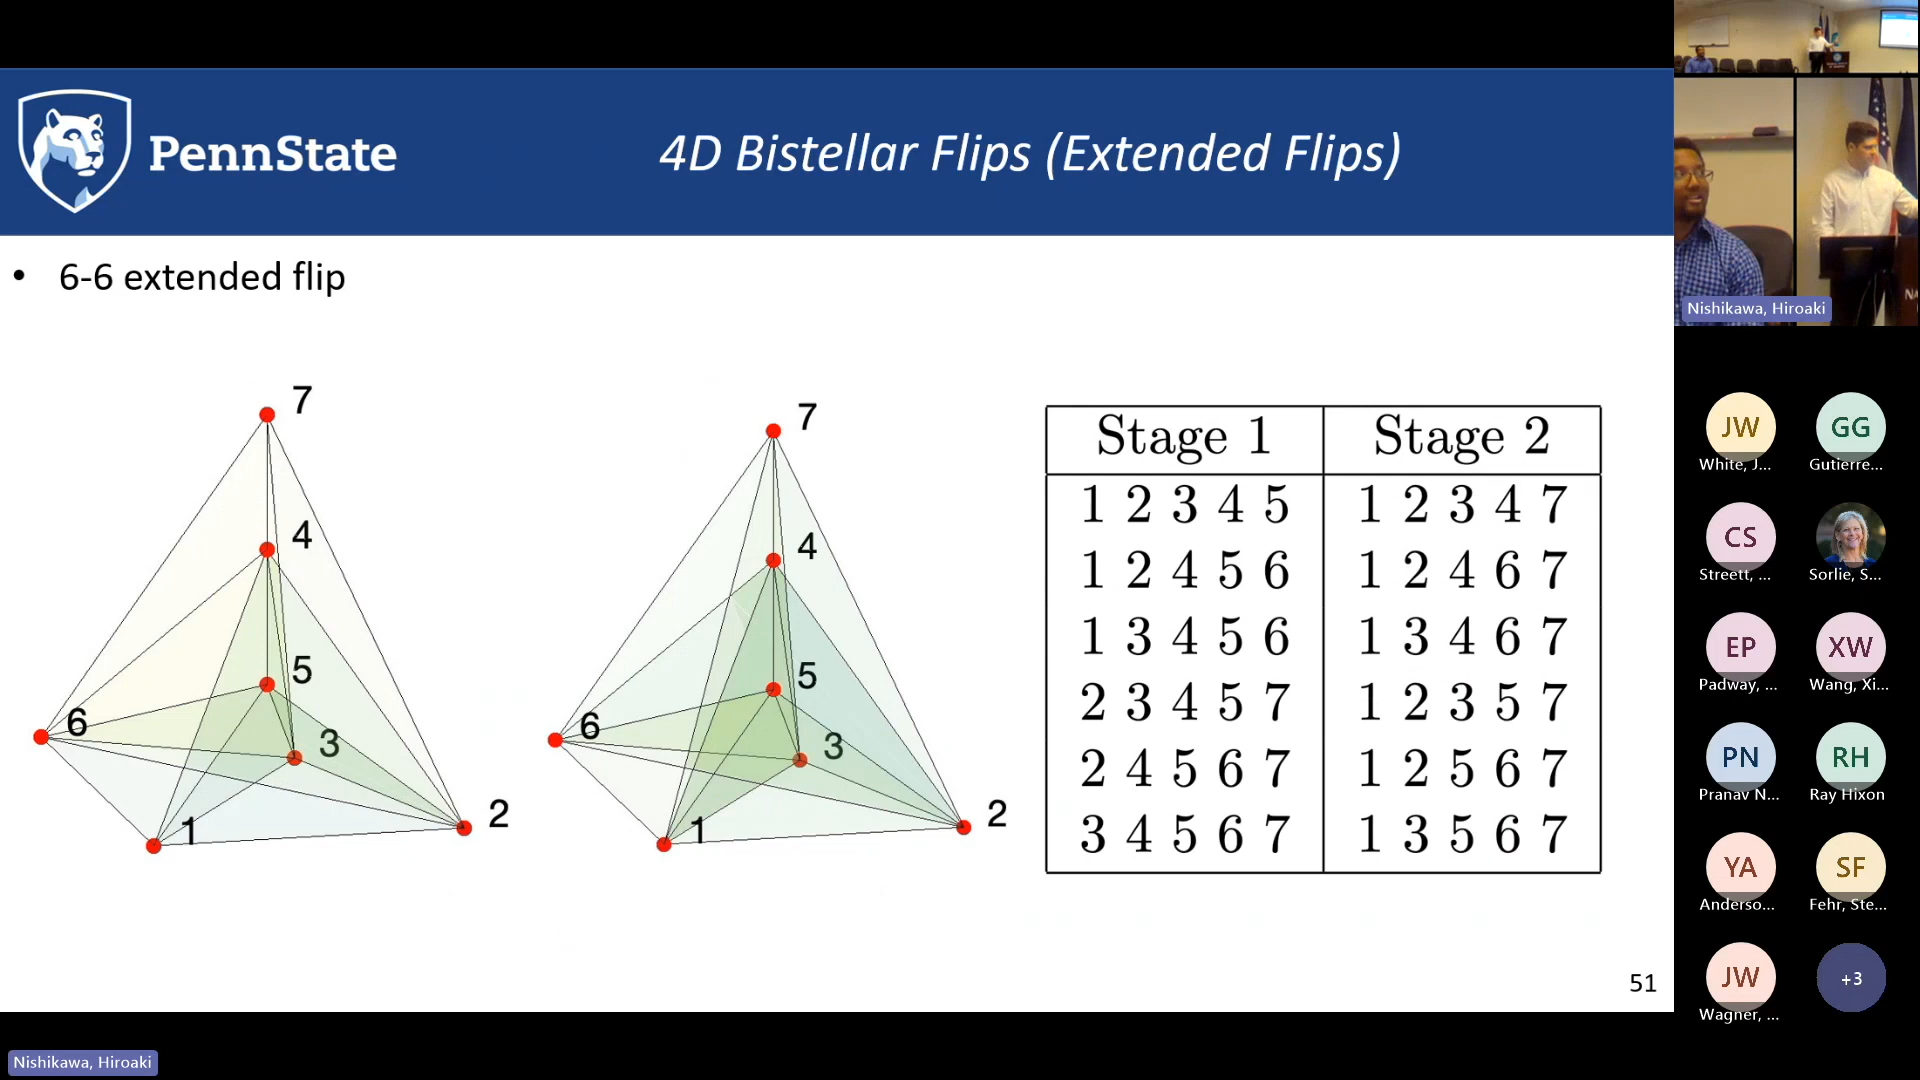 PennState
4D Bistellar Flips (Extended Flips)
• 6-6 extended flip
7
4
5
6
3
1
2
7
4
5
6
3
1
2
Stage 1 Stage 2
1 2 3 4 5 1 2 3 4 7
1 2 4 5 6 1 2 4 6 7
1 3 4 5 6 1 3 4 6 7
2 3 4 5 7 1 2 3 5 7
2 4 5 6 7 1 2 5 6 7
3 4 5 6 7 1 3 5 6 7
51
Nishikawa, Hiroaki
Nishikawa, Hiroaki
JW GG
White, J... Gutierre...
CS
Streett, ... Sorlie, S...
EP XW
Padway, ... Wang, Xi...
PN RH
Pranav N... Ray Hixon
YA SF
Anderso... Fehr, Ste...
JW +3
Wagner, ...